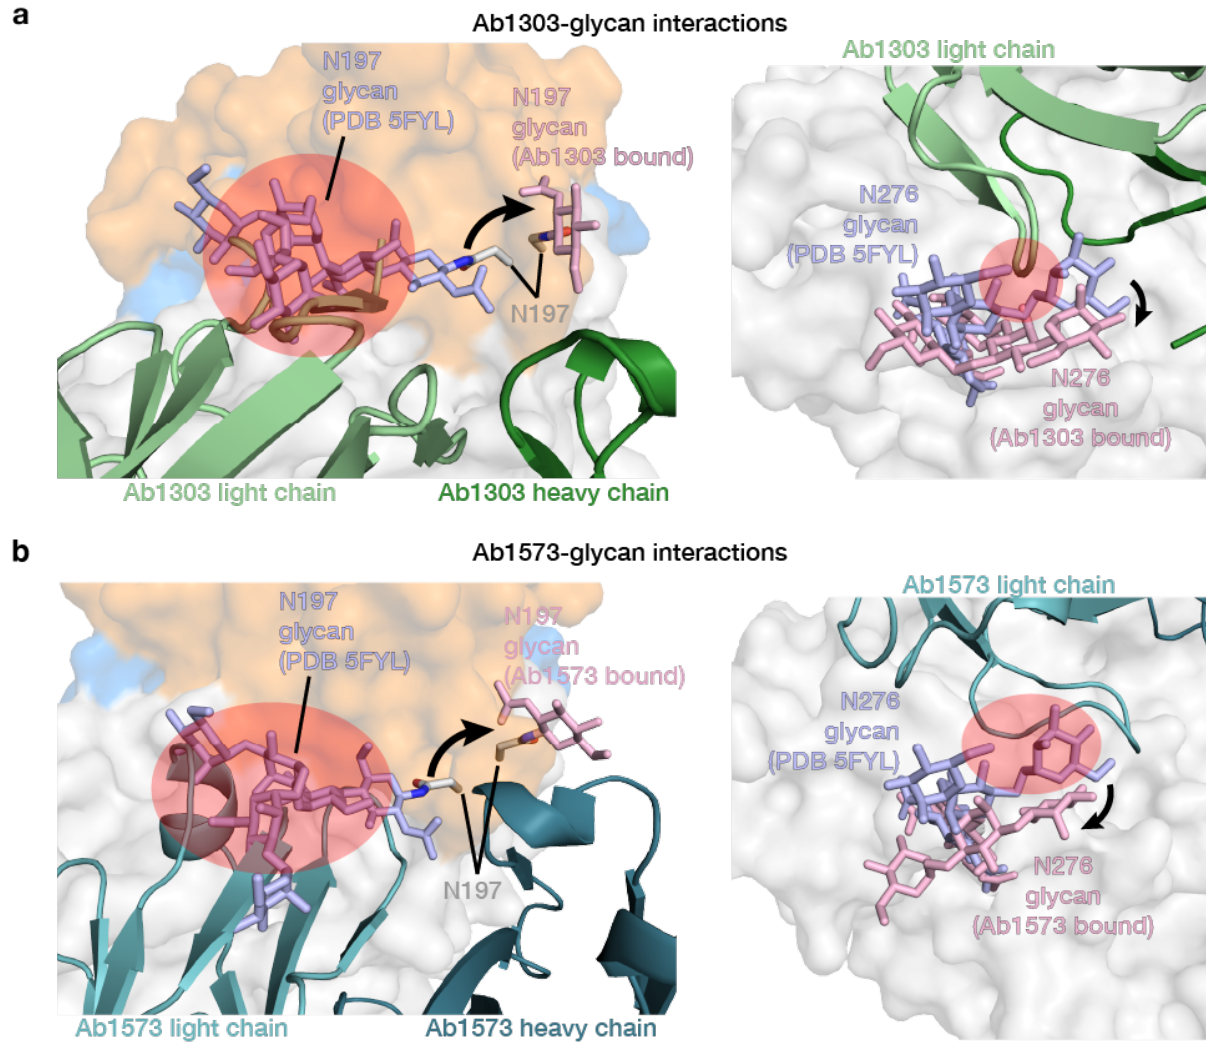 a
Ab1303-glycan interactions
N197
glycan
(PDB 5FYL)
N197
glycan
(Ab1303 bound)
N197
Ab1303 light chain
Ab1303 heavy chain
Ab1303 light chain
N276
glycan
(PDB 5FYL)
N276
glycan
(Ab1303 bound)
b
Ab1573-glycan interactions
N197
glycan
(PDB 5FYL)
N197
glycan
(Ab1573 bound)
N197
Ab1573 light chain
Ab1573 heavy chain
Ab1573 light chain
N276
glycan
(PDB 5FYL)
N276
glycan
(Ab1573 bound)